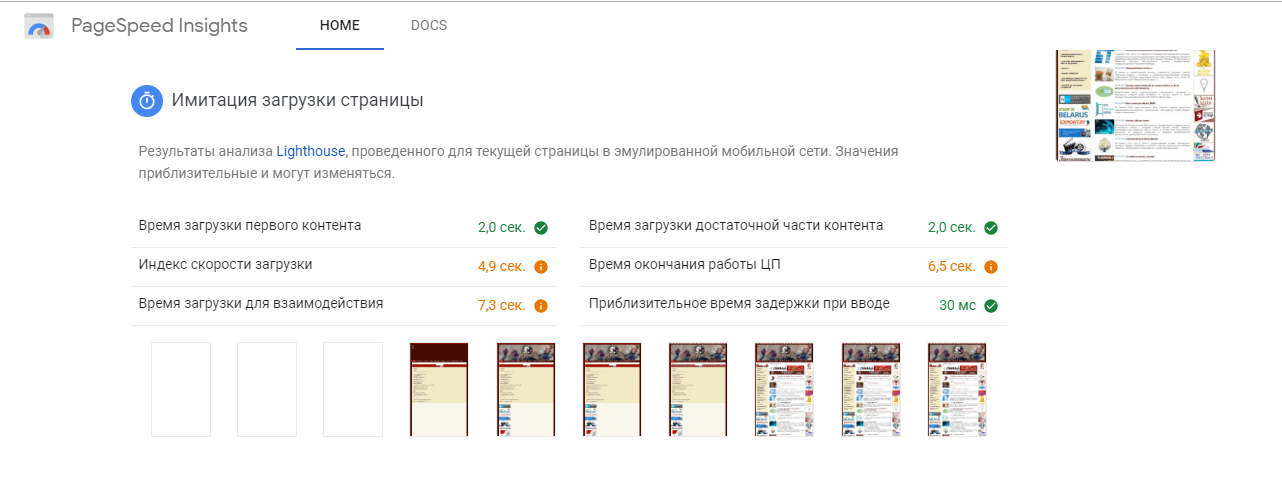 PageSpeed Insights
HOME
DOCS
Имитация загрузки страницы
Результаты анализа Lighthouse, проведенного для текущей страницы в эмулированной мобильной сети. Значения
приблизительные и могут изменяться.
Время загрузки первого контента
2,0 сек.
Время загрузки достаточной части контента
2,0 сек.
Индекс скорости загрузки
4,9 сек.
Время окончания работы ЦП
6,5 сек.
Время загрузки для взаимодействия
7,3 сек.
Приблизительное время задержки при вводе
30 мс
BELARUS
EXPORT.BY